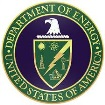 DEPARTMENT OF ENERGY
UNITED STATES OF AMERICA